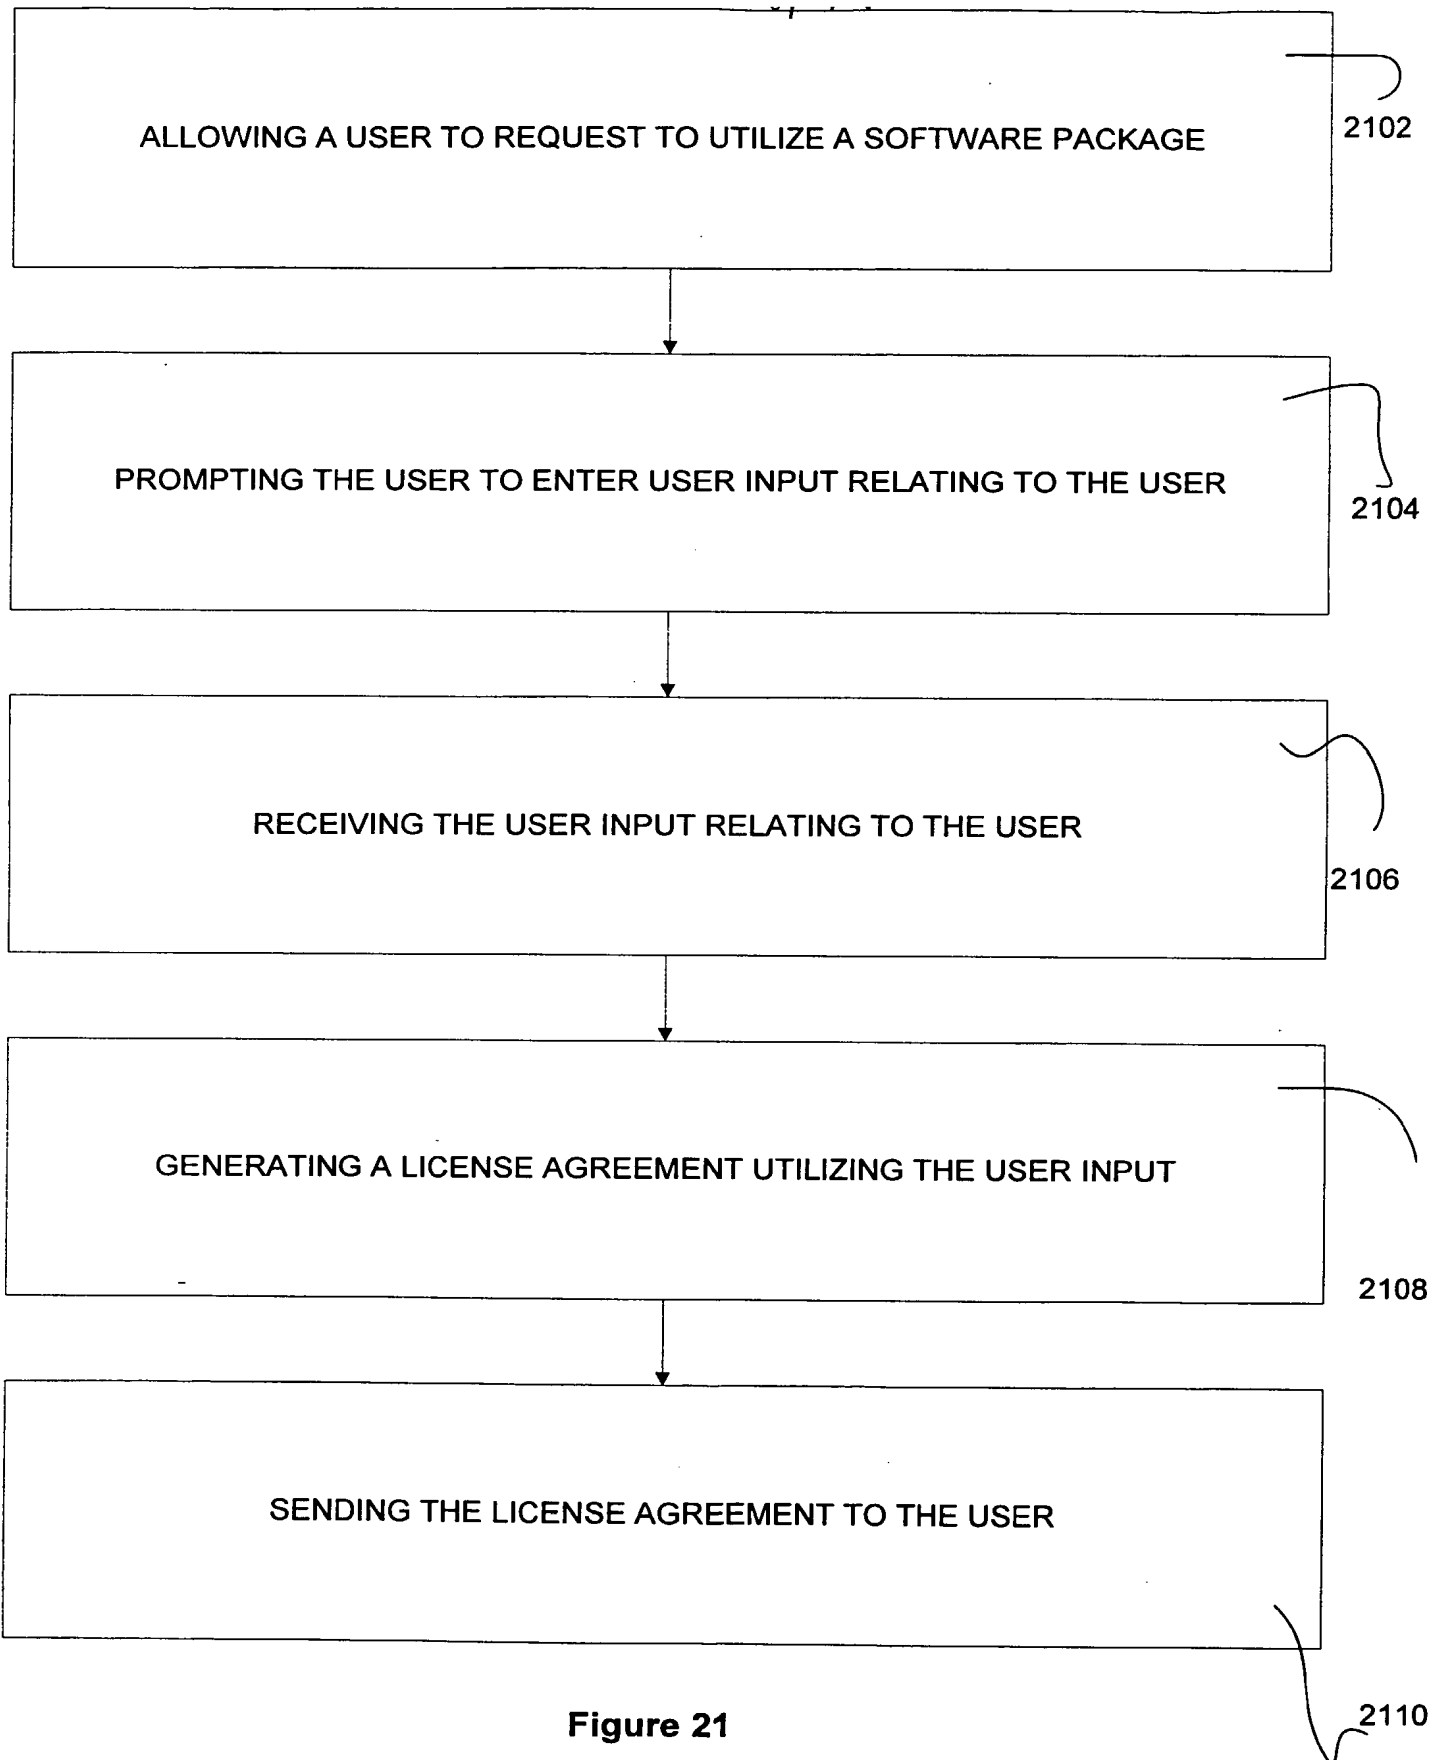 ALLOWING A USER TO REQUEST TO UTILIZE A SOFTWARE PACKAGE
2102
PROMPTING THE USER TO ENTER USER INPUT RELATING TO THE USER
2104
RECEIVING THE USER INPUT RELATING TO THE USER
2106
GENERATING A LICENSE AGREEMENT UTILIZING THE USER INPUT
2108
SENDING THE LICENSE AGREEMENT TO THE USER
2110
Figure 21